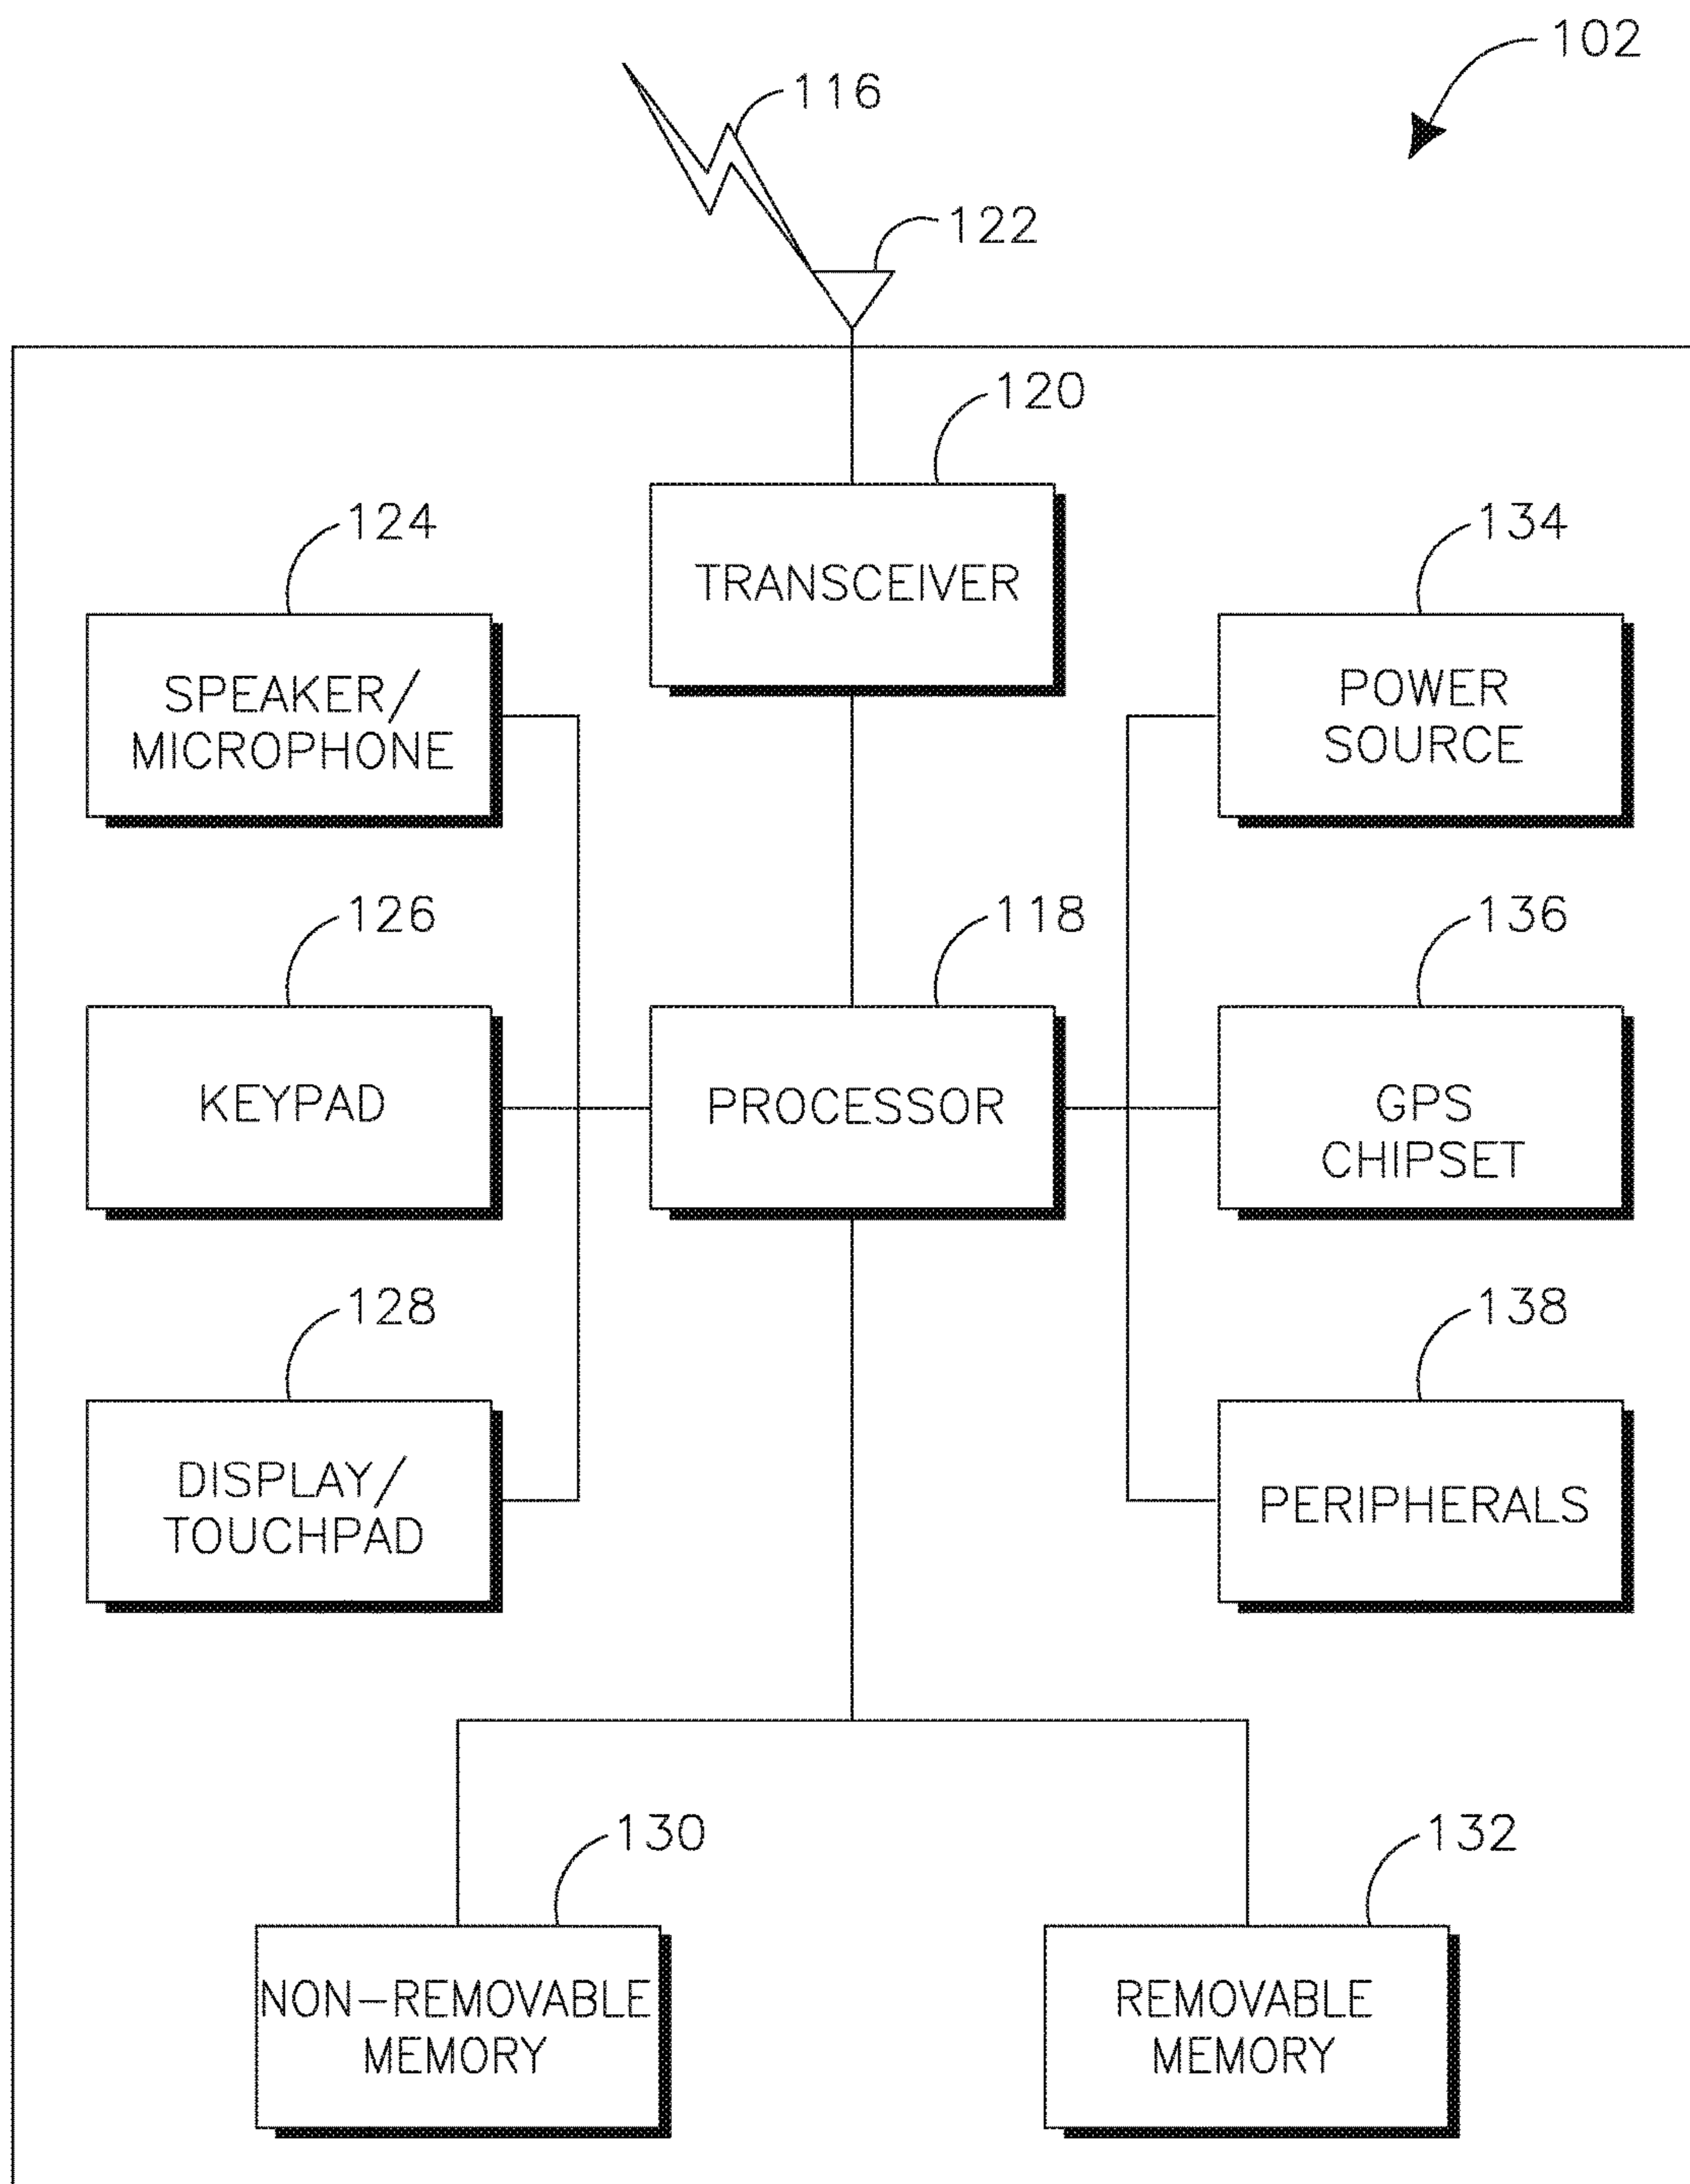 102
116
122
120
TRANSCEIVER
124
SPEAKER/
MICROPHONE
134
POWER
SOURCE
126
KEYPAD
118
PROCESSOR
136
GPS
CHIPSET
128
DISPLAY/
TOUCHPAD
138
PERIPHERALS
130
NON-REMOVABLE
MEMORY
132
REMOVABLE
MEMORY